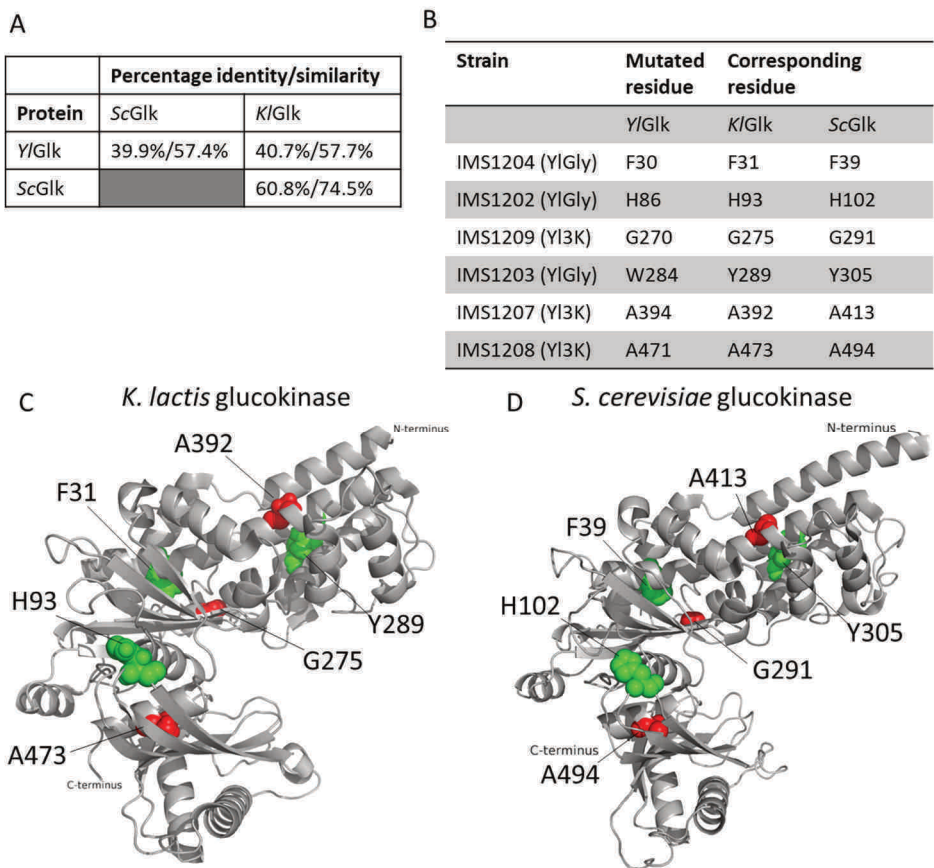 A
Percentage identity/similarity
Protein ScGlk KlGlk
YlGlk 39.9%/57.4% 40.7%/57.7%
ScGlk 60.8%/74.5%
B
Strain Mutated Corresponding
residue residue
YlGlk KlGlk ScGlk
IMS1204 (YlGly) F30 F31 F39
IMS1202 (YlGly) H86 H93 H102
IMS1209 (Yl3K) G270 G275 G291
IMS1203 (YlGly) W284 Y289 Y305
IMS1207 (Yl3K) A394 A392 A413
IMS1208 (Yl3K) A471 A473 A494
C K. lactis glucokinase
N-terminus
A392
F31
H93
Y289
G275
A473
C-terminus
D S. cerevisiae glucokinase
N-terminus
A413
F39
H102
Y305
G291
C-terminus
A494